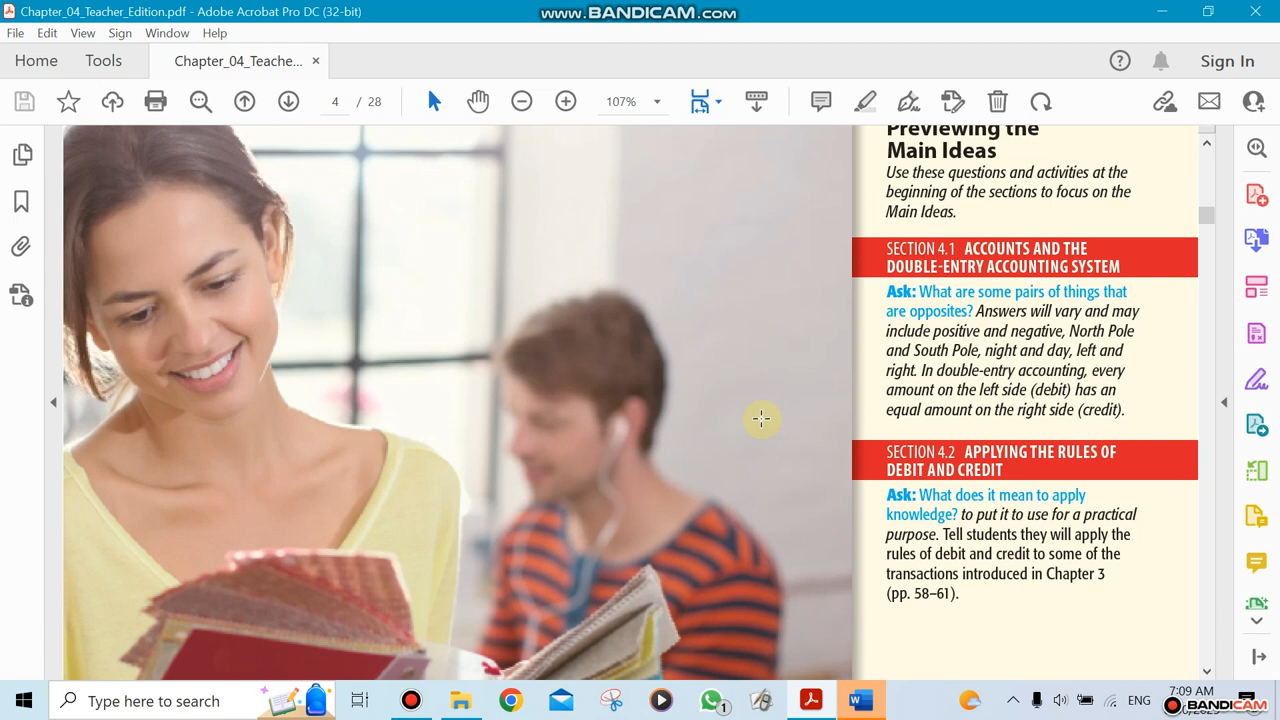 Chapter_04_Teacher_Edition.pdf - Adobe Acrobat Pro DC (32-bit)
www.BANDICAM.com
File Edit View Sign Window Help
Home Tools Chapter_04_Teache... × Sign In
4 / 28 107%
Previewing the
Main Ideas
Use these questions and activities at the
beginning of the sections to focus on the
Main Ideas.
SECTION 4.1 ACCOUNTS AND THE
DOUBLE-ENTRY ACCOUNTING SYSTEM
Ask: What are some pairs of things that
are opposites? Answers will vary and may
include positive and negative, North Pole
and South Pole, night and day, left and
right. In double-entry accounting, every
amount on the left side (debit) has an
equal amount on the right side (credit).
SECTION 4.2 APPLYING THE RULES OF
DEBIT AND CREDIT
Ask: What does it mean to apply
knowledge? to put it to use for a practical
purpose. Tell students they will apply the
rules of debit and credit to some of the
transactions introduced in Chapter 3
(pp. 58–61).
Type here to search
1
ENG
7:09 AM
BANDICAM